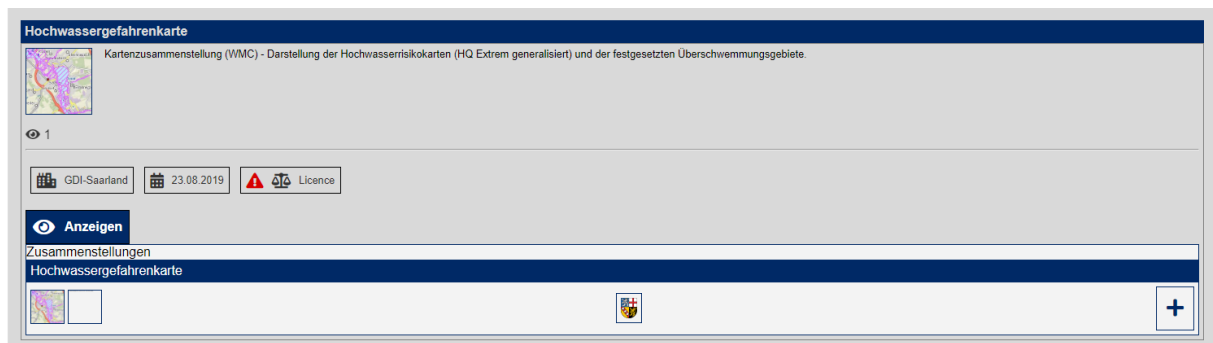 Hochwassergefahrenkarte
Kartenzusammenstellung (WMC) - Darstellung der Hochwasserrisikokarten (HQ Extrem generalisiert) und der festgesetzten Überschwemmungsgebiete.
1
GDI-Saarland 23.08.2019 Licence
Anzeigen
Zusammenstellungen
Hochwassergefahrenkarte